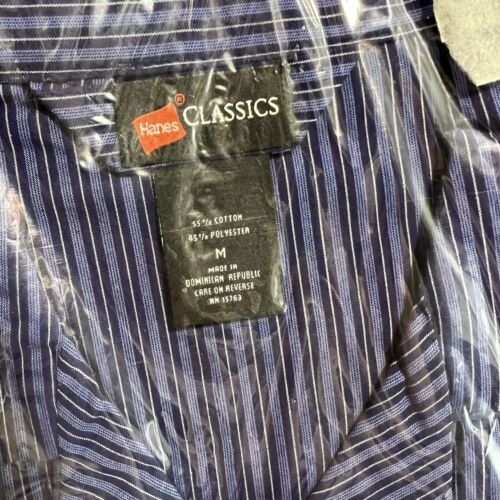 Hanes® CLASSICS
55% COTTON
45% POLYESTER
M
MADE IN
DOMINICAN REPUBLIC
CARE ON REVERSE
RN 15763